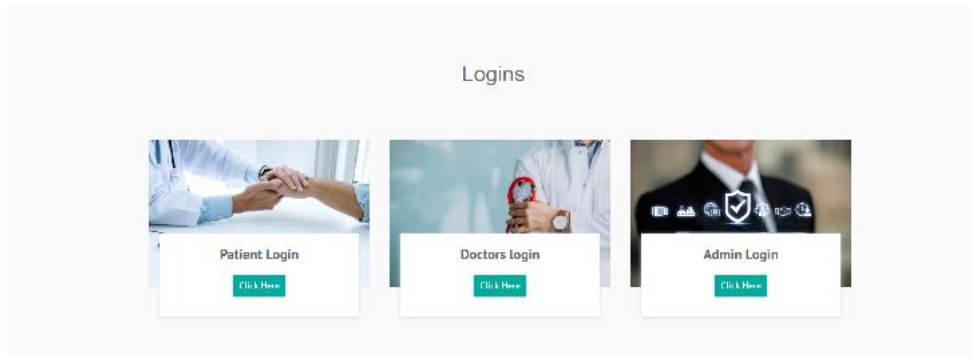 Logins
Patient Login
Click Here
Doctors login
Click Here
Admin Login
Click Here